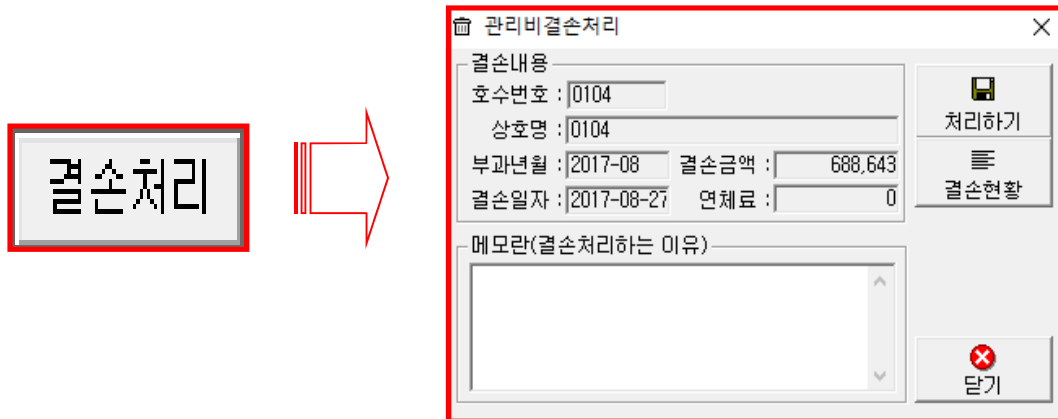 결손처리
관리비결손처리
결손내용
호수번호 : 0104
상호명 : 0104
부과년월 : 2017-08 결손금액 : 688,643
결손일자 : 2017-08-27 연체료 : 0
처리하기
결손현황
메모란(결손처리하는 이유)
닫기